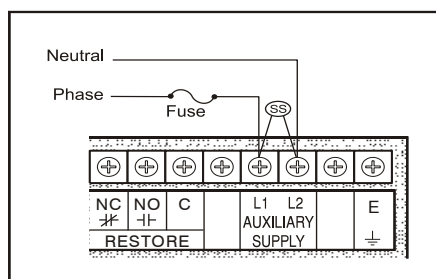 Neutral
Phase
Fuse
SS
NC NO C L1 L2 E
AUXILIARY
RESTORE SUPPLY